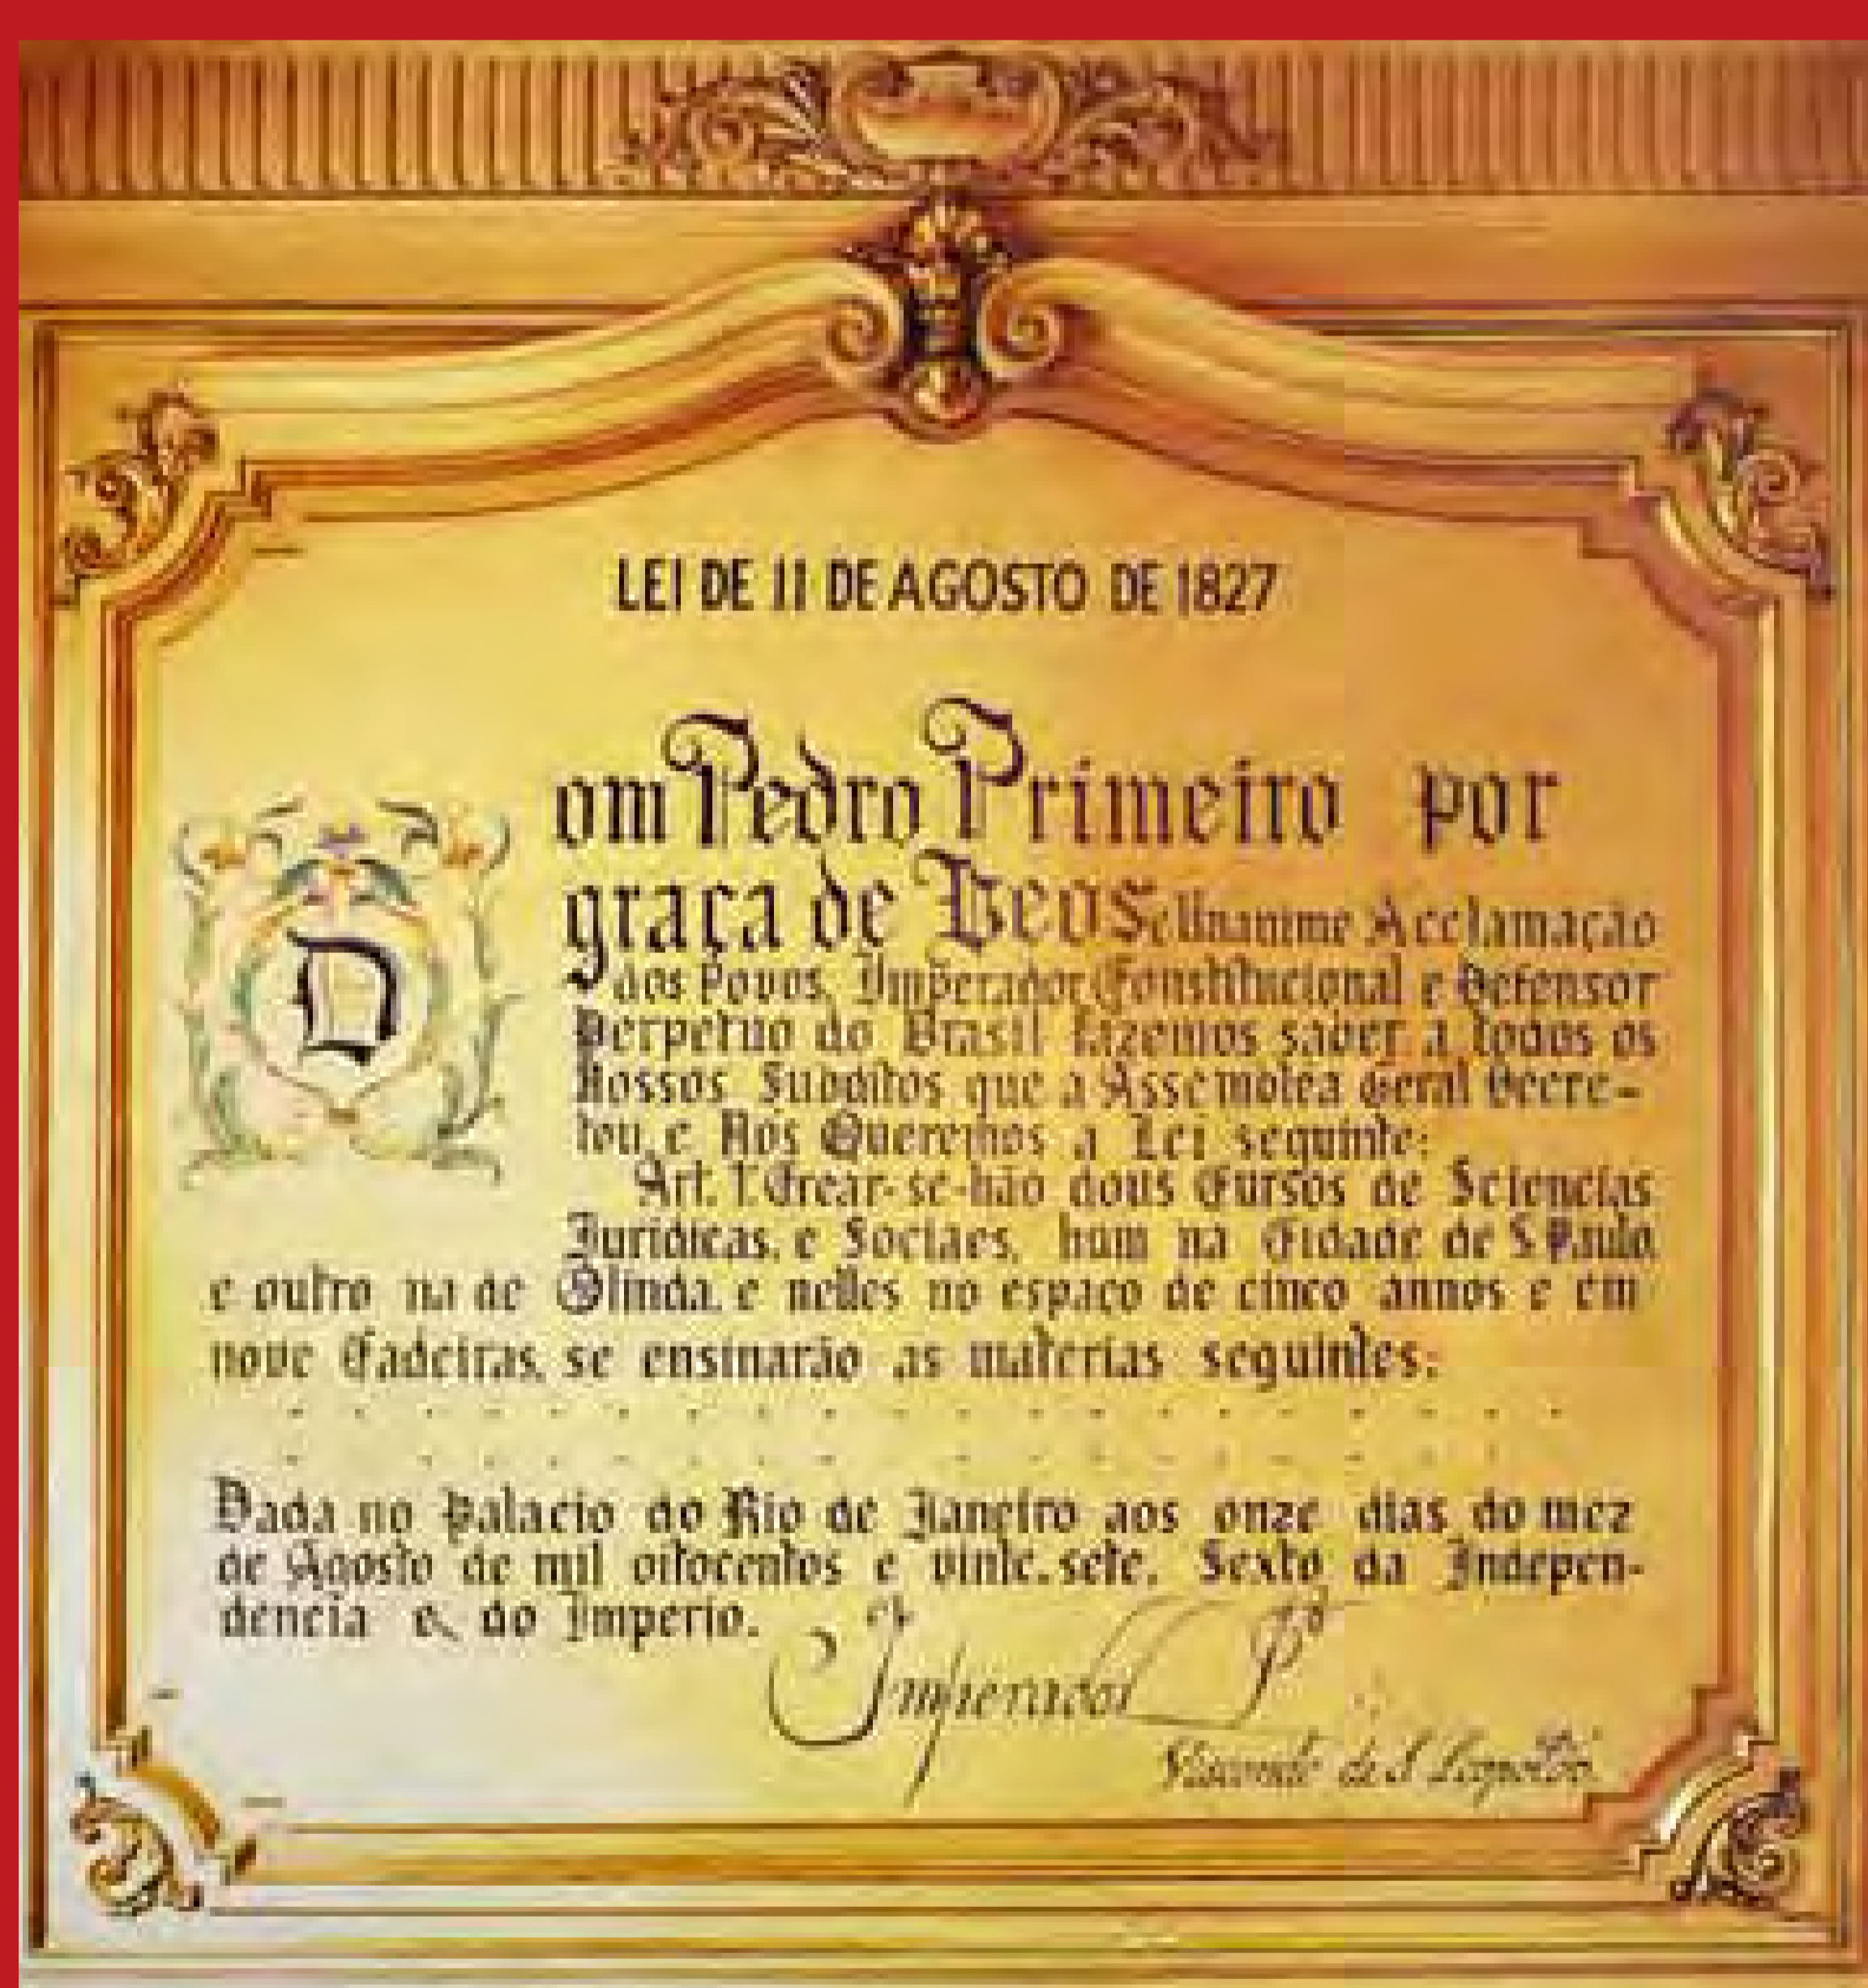 LEI DE 11 DE AGOSTO DE 1827
Dom Pedro Primeiro por
graça de Deos e Unanime Acclamação
dos Povos, Imperador Constitucional e Defensor
Perpetuo do Brasil fazemos saber a todos os
Nossos Subditos que a Assemblea Geral Decre-
tou, e Nós Queremos a Lei seguinte:
Art. 1º Crear-se-hão dous Cursos de Sciencias
Juridicas, e Sociaes, hum na Cidade de S. Paulo
e outro na de Olinda, e nelles no espaço de cinco annos e em
nove Cadeiras, se ensinarão as materias seguintes:
Dada no Palacio do Rio de Janeiro aos onze dias do mez
de Agosto de mil oitocentos e vinte. sete, Sexto da Indepen-
dencia e do Imperio.
Imperador P
Visconde de S. Leopoldo.